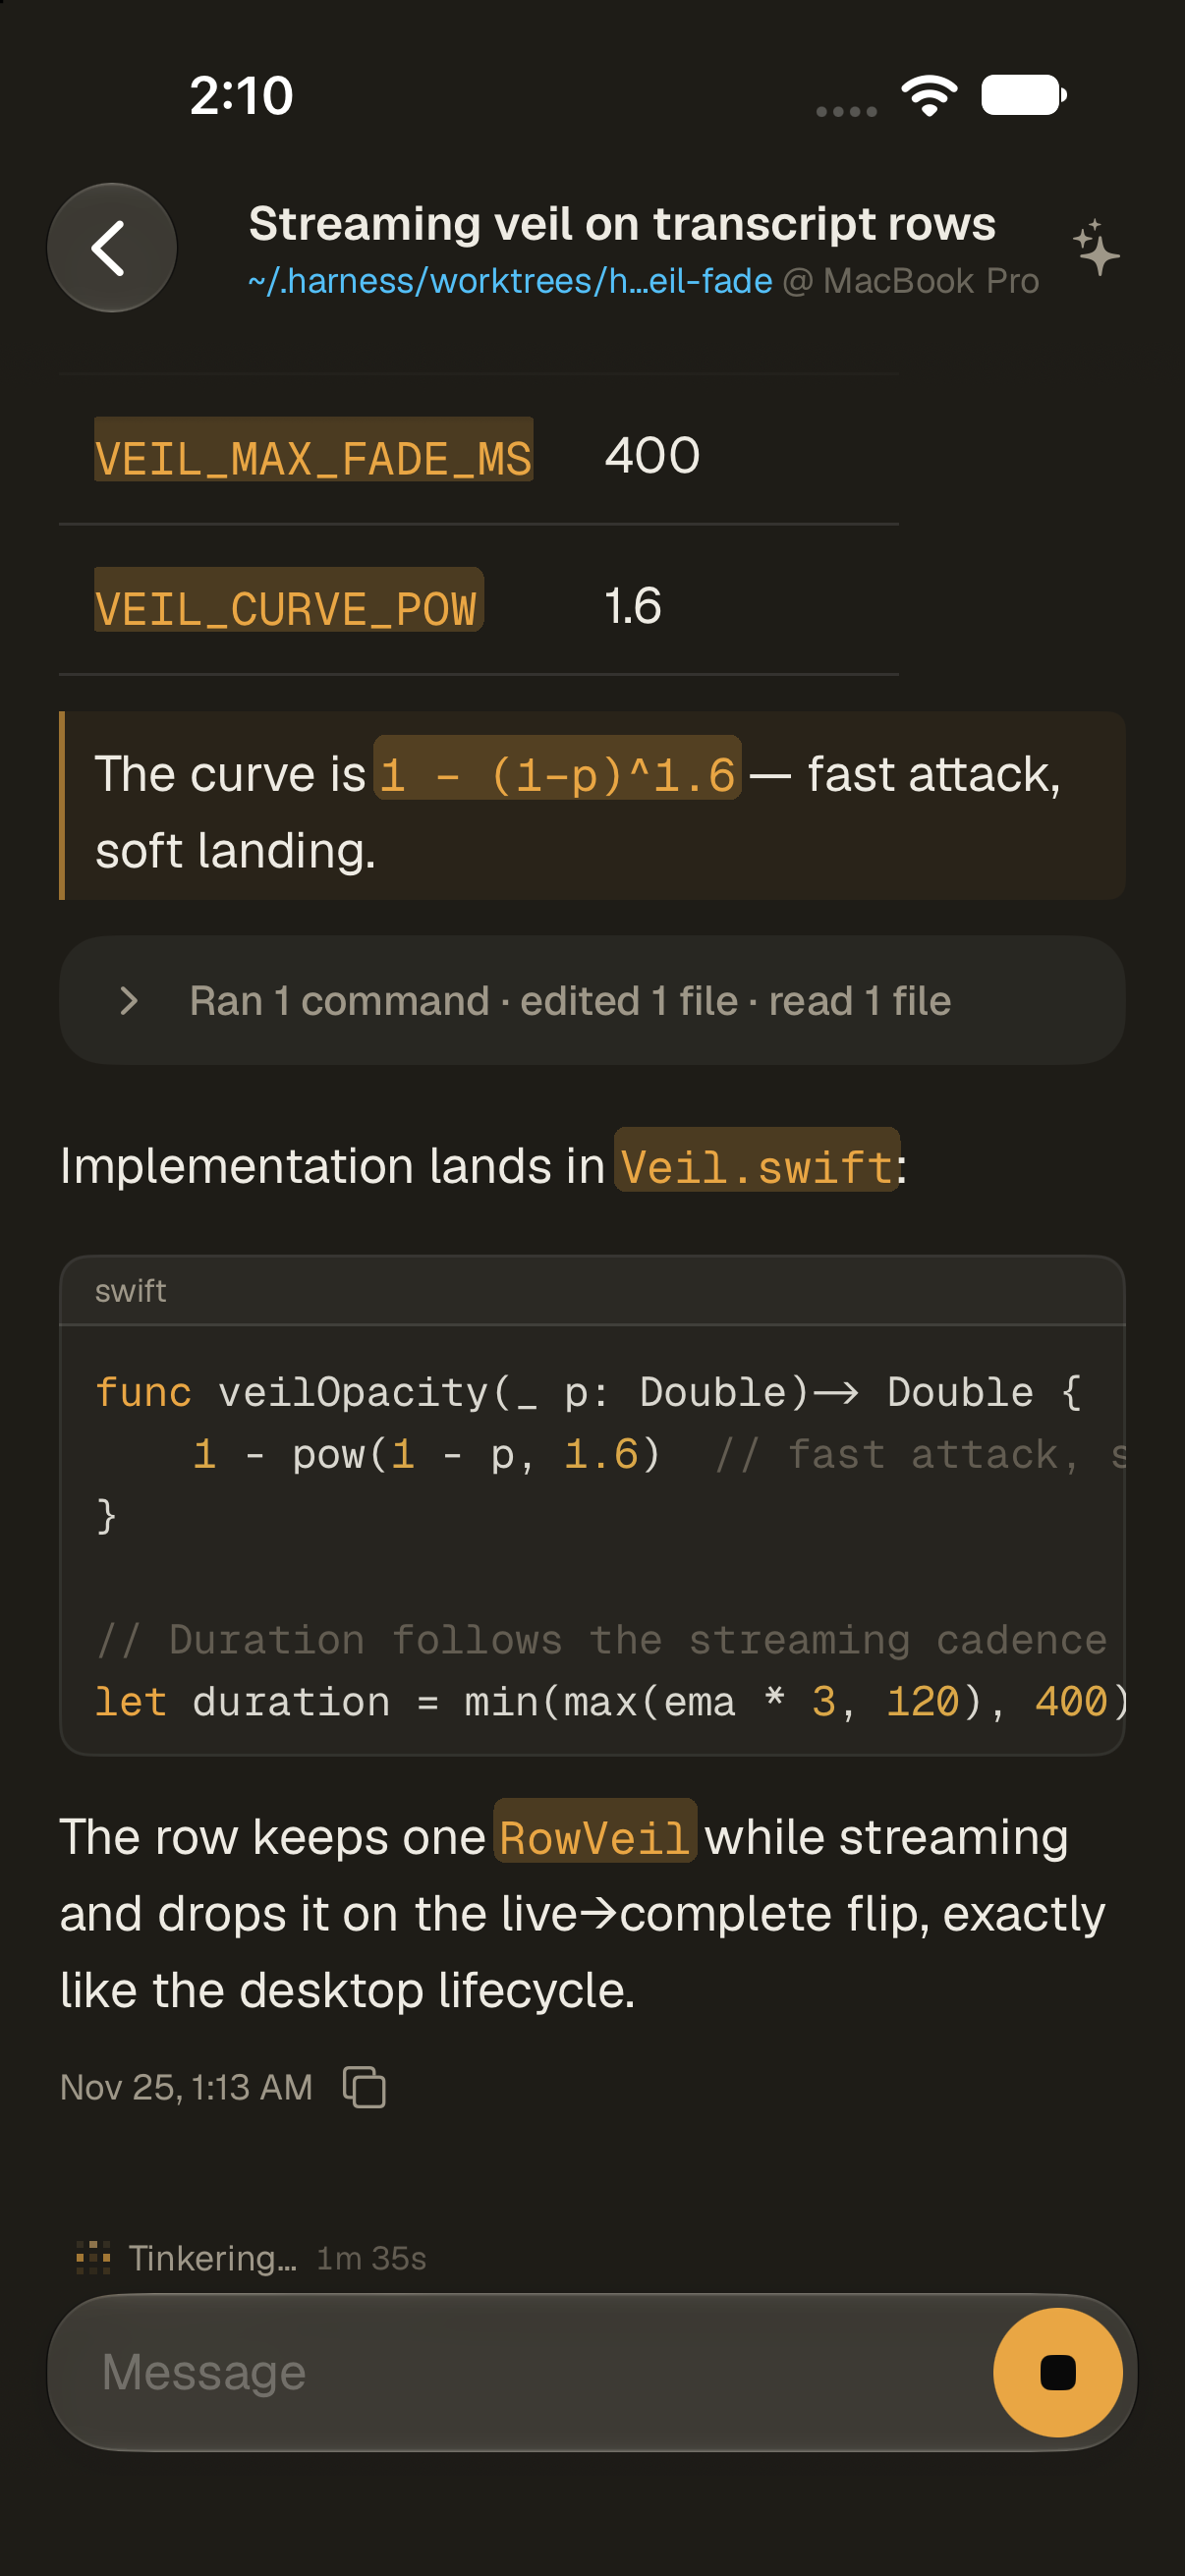 2:10
Streaming veil on transcript rows
~/.harness/worktrees/h...eil-fade @ MacBook Pro
VEIL_MAX_FADE_MS 400
VEIL_CURVE_POW 1.6
The curve is 1 - (1-p)^1.6 — fast attack,
soft landing.
Ran 1 command · edited 1 file · read 1 file
Implementation lands in Veil.swift:
swift
func veilOpacity(_ p: Double)→ Double {
    1 - pow(1 - p, 1.6)  // fast attack, s
}
// Duration follows the streaming cadence
let duration = min(max(ema * 3, 120), 400)
The row keeps one RowVeil while streaming
and drops it on the live→complete flip, exactly
like the desktop lifecycle.
Nov 25, 1:13 AM
Tinkering... 1m 35s
Message